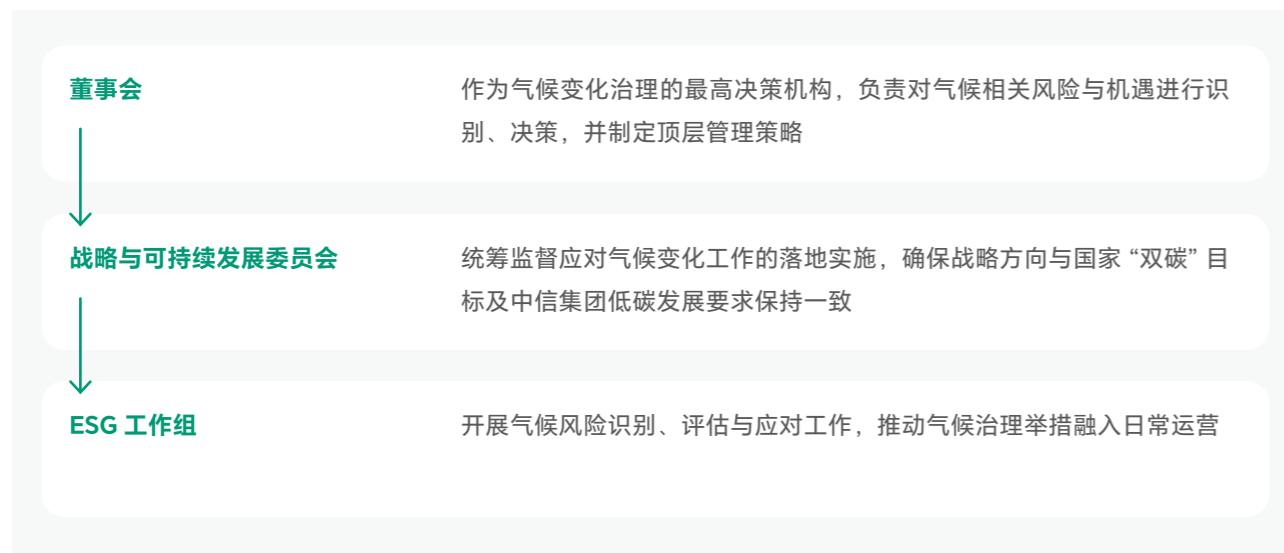 董事会
作为气候变化治理的最高决策机构，负责对气候相关风险与机遇进行识
别、决策，并制定顶层管理策略
战略与可持续发展委员会
统筹监督应对气候变化工作的落地实施，确保战略方向与国家“双碳”目
标及中信集团低碳发展要求保持一致
ESG 工作组
开展气候风险识别、评估与应对工作，推动气候治理举措融入日常运营